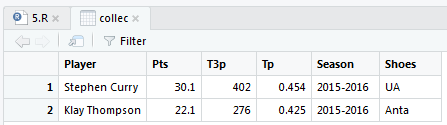 5.R collec
Filter
Player Pts T3p Tp Season Shoes
1 Stephen Curry 30.1 402 0.454 2015-2016 UA
2 Klay Thompson 22.1 276 0.425 2015-2016 Anta